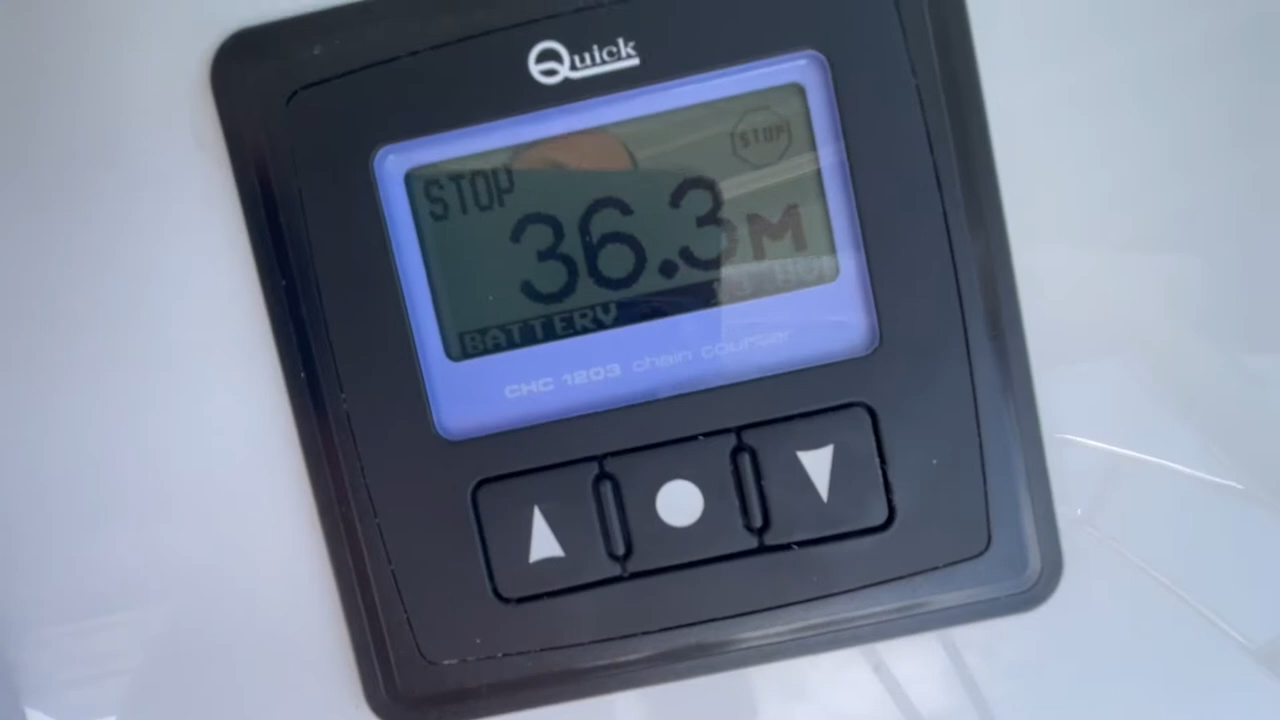 Quick
STOP
STOP
36.3M
BATTERY
CHC 1203 chain counter